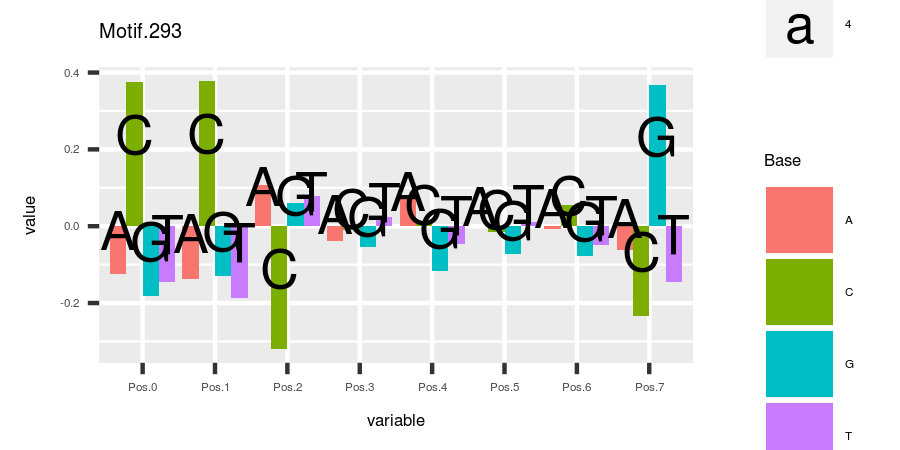 Motif.293
a
4
0.4
0.2
0.0
-0.2
value
A C G T A C G T A C G T A C G T A C G T A C G T A C G T A C G T
Pos.0 Pos.1 Pos.2 Pos.3 Pos.4 Pos.5 Pos.6 Pos.7
variable
Base
A
C
G
T